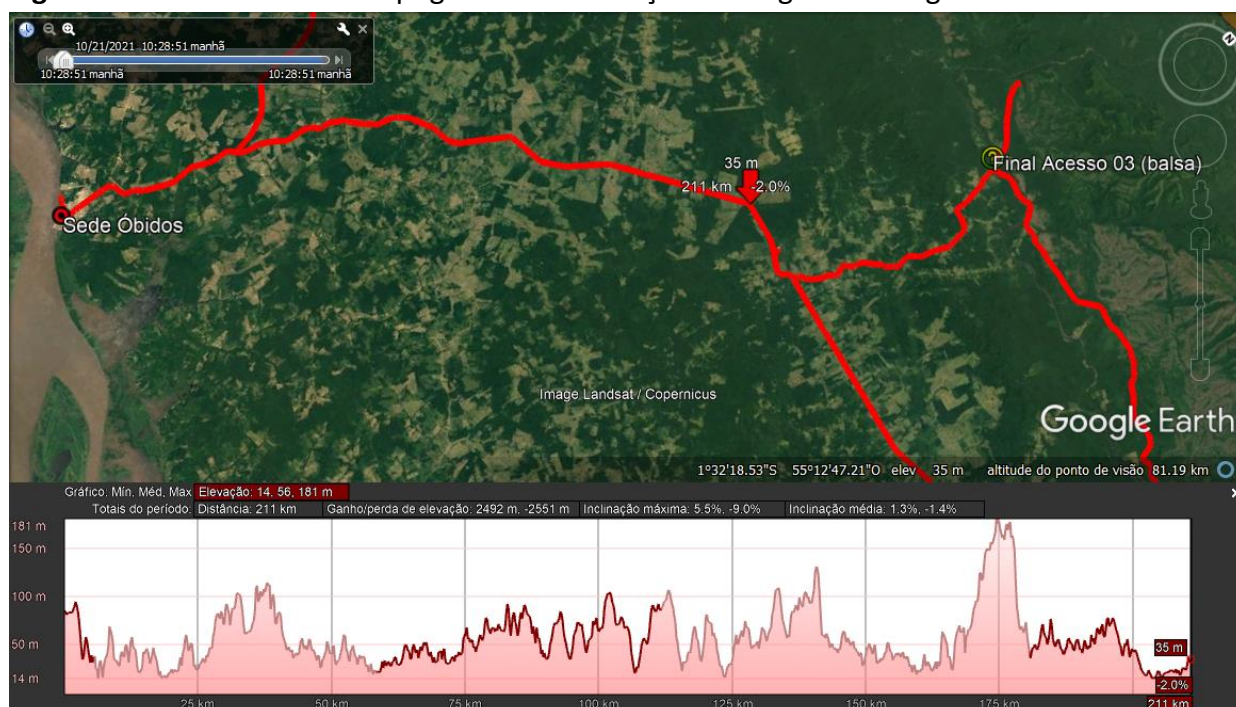 10/21/2021 10:28:51 manhã
10:28:51 manhã 10:28:51 manhã
N
35 m
211 km -2.0%
Final Acesso 03 (balsa)
Sede Óbidos
Image Landsat / Copernicus
Google Earth
1°32'18.53"S 55°12'47.21"O elev 35 m altitude do ponto de visão 81.19 km
Gráfico: Mín, Méd, Max Elevação: 14, 56, 181 m
Totais do período: Distância: 211 km Ganho/perda de elevação: 2492 m, -2551 m Inclinação máxima: 5.5%, -9.0% Inclinação média: 1.3%, -1.4%
181 m
150 m
100 m
50 m
35 m
14 m
-2.0%
25 km 50 km 75 km 100 km 125 km 150 km 175 km 211 km